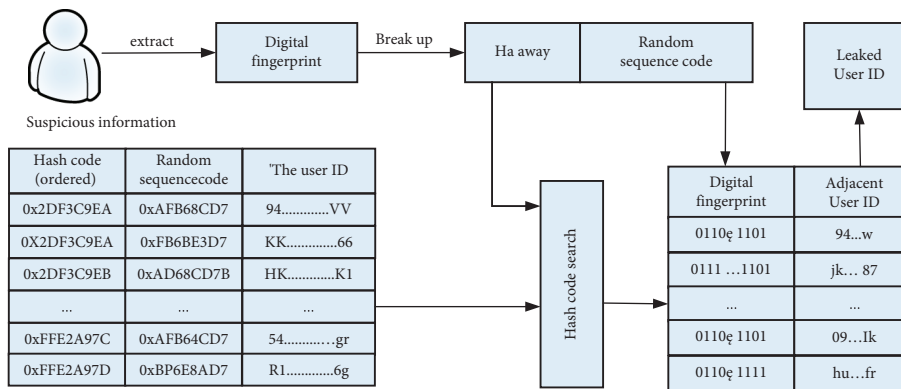 extract
Digital
fingerprint
Break up
Ha away
Random
sequence code
Leaked
User ID
Suspicious information
Hash code
(ordered)
Random
sequencecode
'The user ID
0x2DF3C9EA 0xAFB68CD7 94.............VV
0X2DF3C9EA 0xFB6BE3D7 KK..............66
0x2DF3C9EB 0xAD68CD7B HK............K1
... ... ...
0xFFE2A97C 0xAFB64CD7 54.............gr
0xFFE2A97D 0xBP6E8AD7 R1.............6g
Hash code search
Digital
fingerprint
Adjacent
User ID
0110ę 1101 94...w
0111 ...1101 jk... 87
... ...
0110ę 1101 09...Ik
0110ę 1111 hu...fr